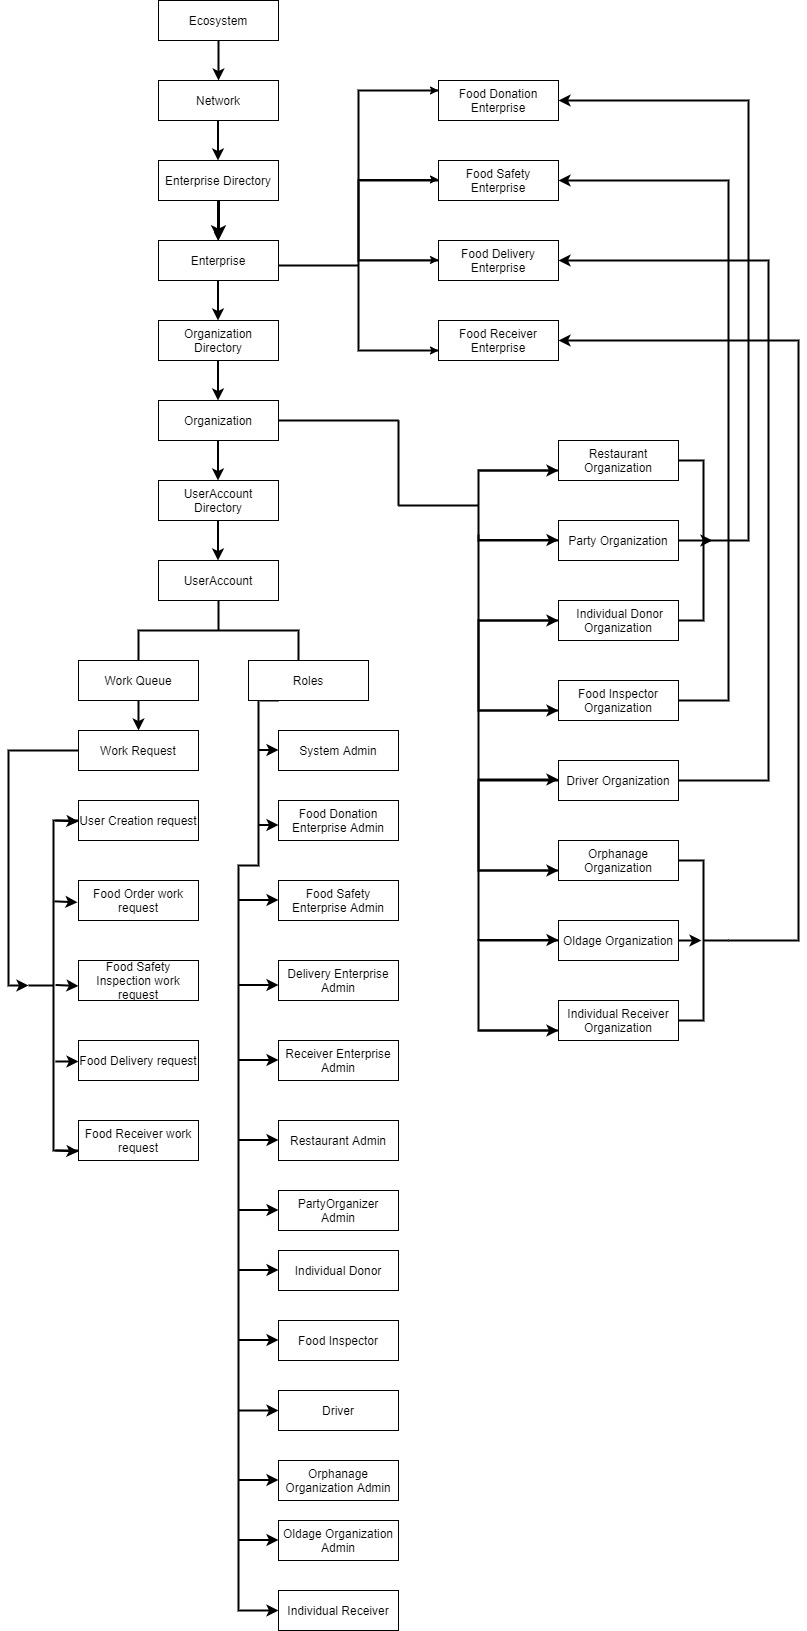 Ecosystem
Network
Enterprise Directory
Enterprise
Organization
Directory
Organization
UserAccount
Directory
UserAccount
Food Donation
Enterprise
Food Safety
Enterprise
Food Delivery
Enterprise
Food Receiver
Enterprise
Restaurant
Organization
Party Organization
Individual Donor
Organization
Food Inspector
Organization
Driver Organization
Orphanage
Organization
Oldage Organization
Individual Receiver
Organization
Work Queue
Work Request
User Creation request
Food Order work
request
Food Safety
Inspection work
request
Food Delivery request
Food Receiver work
request
Roles
System Admin
Food Donation
Enterprise Admin
Food Safety
Enterprise Admin
Delivery Enterprise
Admin
Receiver Enterprise
Admin
Restaurant Admin
PartyOrganizer
Admin
Individual Donor
Food Inspector
Driver
Orphanage
Organization Admin
Oldage Organization
Admin
Individual Receiver